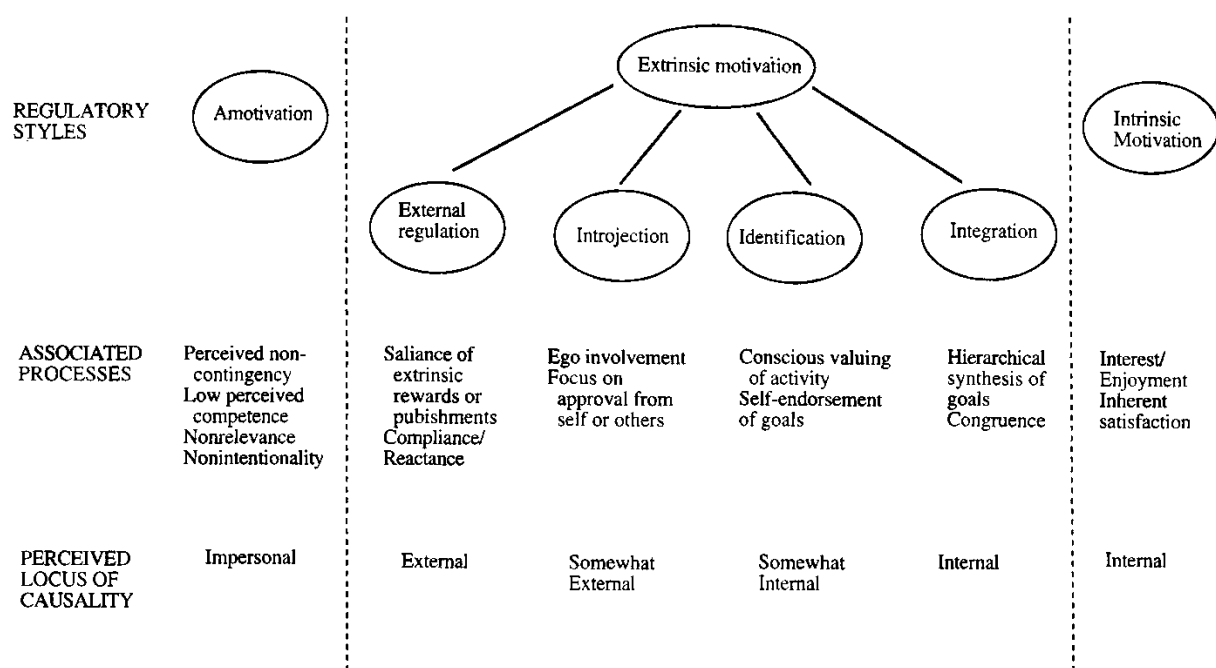 Extrinsic motivation
REGULATORY
STYLES
Amotivation
Intrinsic
Motivation
External
regulation
Introjection
Identification
Integration
ASSOCIATED
PROCESSES
Perceived non-
contingency
Low perceived
competence
Nonrelevance
Nonintentionality
Saliance of
extrinsic
rewards or
pubishments
Compliance/
Reactance
Ego involvement
Focus on
approval from
self or others
Conscious valuing
of activity
Self-endorsement
of goals
Hierarchical
synthesis of
goals
Congruence
Interest/
Enjoyment
Inherent
satisfaction
PERCEIVED
LOCUS OF
CAUSALITY
Impersonal
External
Somewhat
External
Somewhat
Internal
Internal
Internal